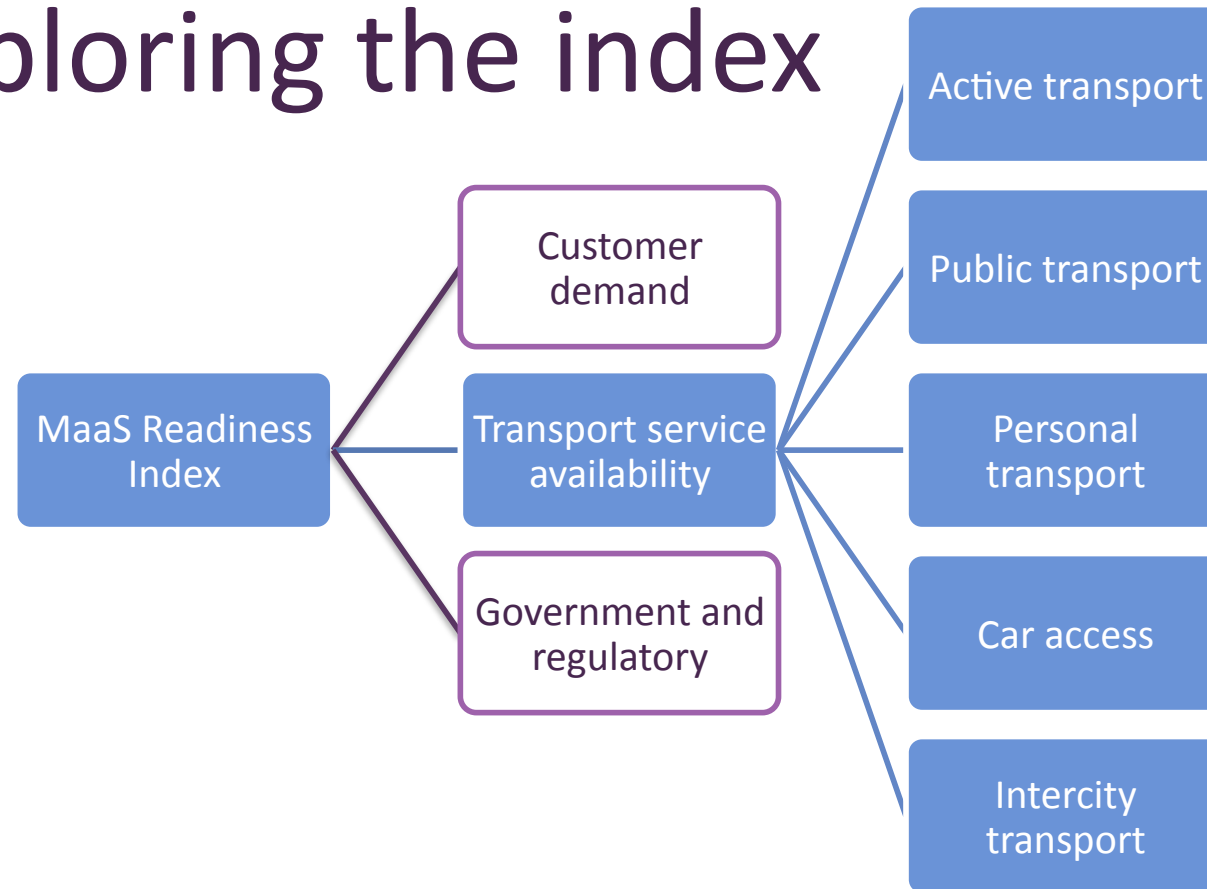 ploring the index
Active transport
Public transport
Customer
demand
MaaS Readiness
Index
Transport service
availability
Personal
transport
Government and
regulatory
Car access
Intercity
transport